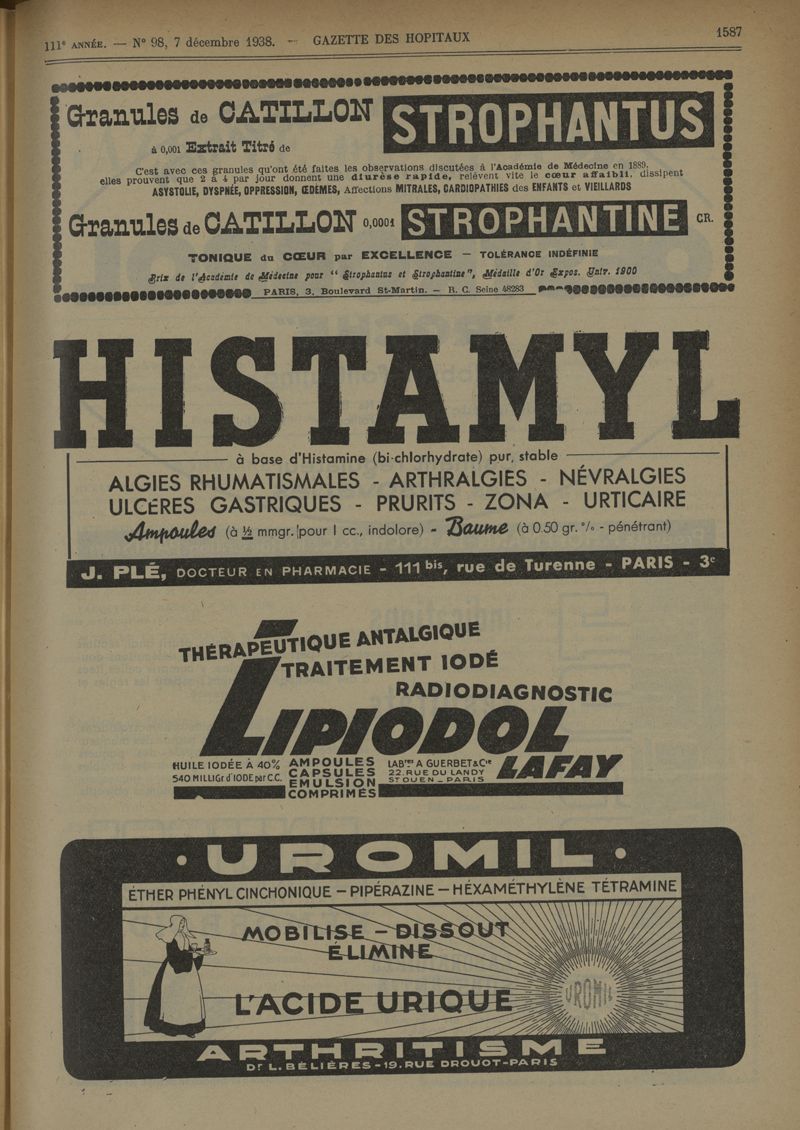 111e ANNÉE. — N° 98, 7 décembre 1938. — GAZETTE DES HOPITAUX 1587
Granules de CATILLON STROPHANTUS
à 0,001 Extrait Titré de
C'est avec ces granules qu'ont été faites les observations discutées à l'Académie de Médecine en 1889,
elles prouvent que 2 à 4 par jour donnent une diurèse rapide, relèvent vite le cœur affaibli, dissipent
ASYSTOLIE, DYSPNÉE, OPPRESSION, ŒDEMES, Affections MITRALES, CARDIOPATHIES des ENFANTS et VIEILLARDS
Granules de CATILLON 0,0001 STROPHANTINE CR.
TONIQUE du CŒUR par EXCELLENCE — TOLÉRANCE INDÉFINIE
Prix de l'Académie de Médecine pour "Strophantus et Strophantine", Médaille d'Or Expos. Univ. 1900
PARIS, 3, Boulevard St-Martin. — R. C. Seine 48283
HISTAMYL
à base d'Histamine (bi-chlorhydrate) pur, stable
ALGIES RHUMATISMALES - ARTHRALGIES - NÉVRALGIES
ULCÉRES GASTRIQUES - PRURITS - ZONA - URTICAIRE
Ampoules (à ½ mmgr. pour 1 cc., indolore) - Baume (à 0.50 gr. % - pénétrant)
J. PLÉ, DOCTEUR EN PHARMACIE - 111 bis, rue de Turenne - PARIS - 3e
THÉRAPEUTIQUE ANTALGIQUE
TRAITEMENT IODÉ
RADIODIAGNOSTIC
LIPIODOL
LAFAY
HUILE IODÉE À 40%
540 MILLIGr d'IODE par C.C.
AMPOULES
CAPSULES
EMULSION
COMPRIMÉS
LABres A GUERBET & Cie
22. RUE DU LANDY
ST OUEN _ PARIS
· UROMIL ·
ÉTHER PHÉNYL CINCHONIQUE — PIPÉRAZINE — HÉXAMÉTHYLÈNE TÉTRAMINE
MOBILISE - DISSOUT
ÉLIMINE
L'ACIDE URIQUE
UROMIL
ARTHRITISME
Dr L. BÉLIÈRES - 19. RUE DROUOT - PARIS